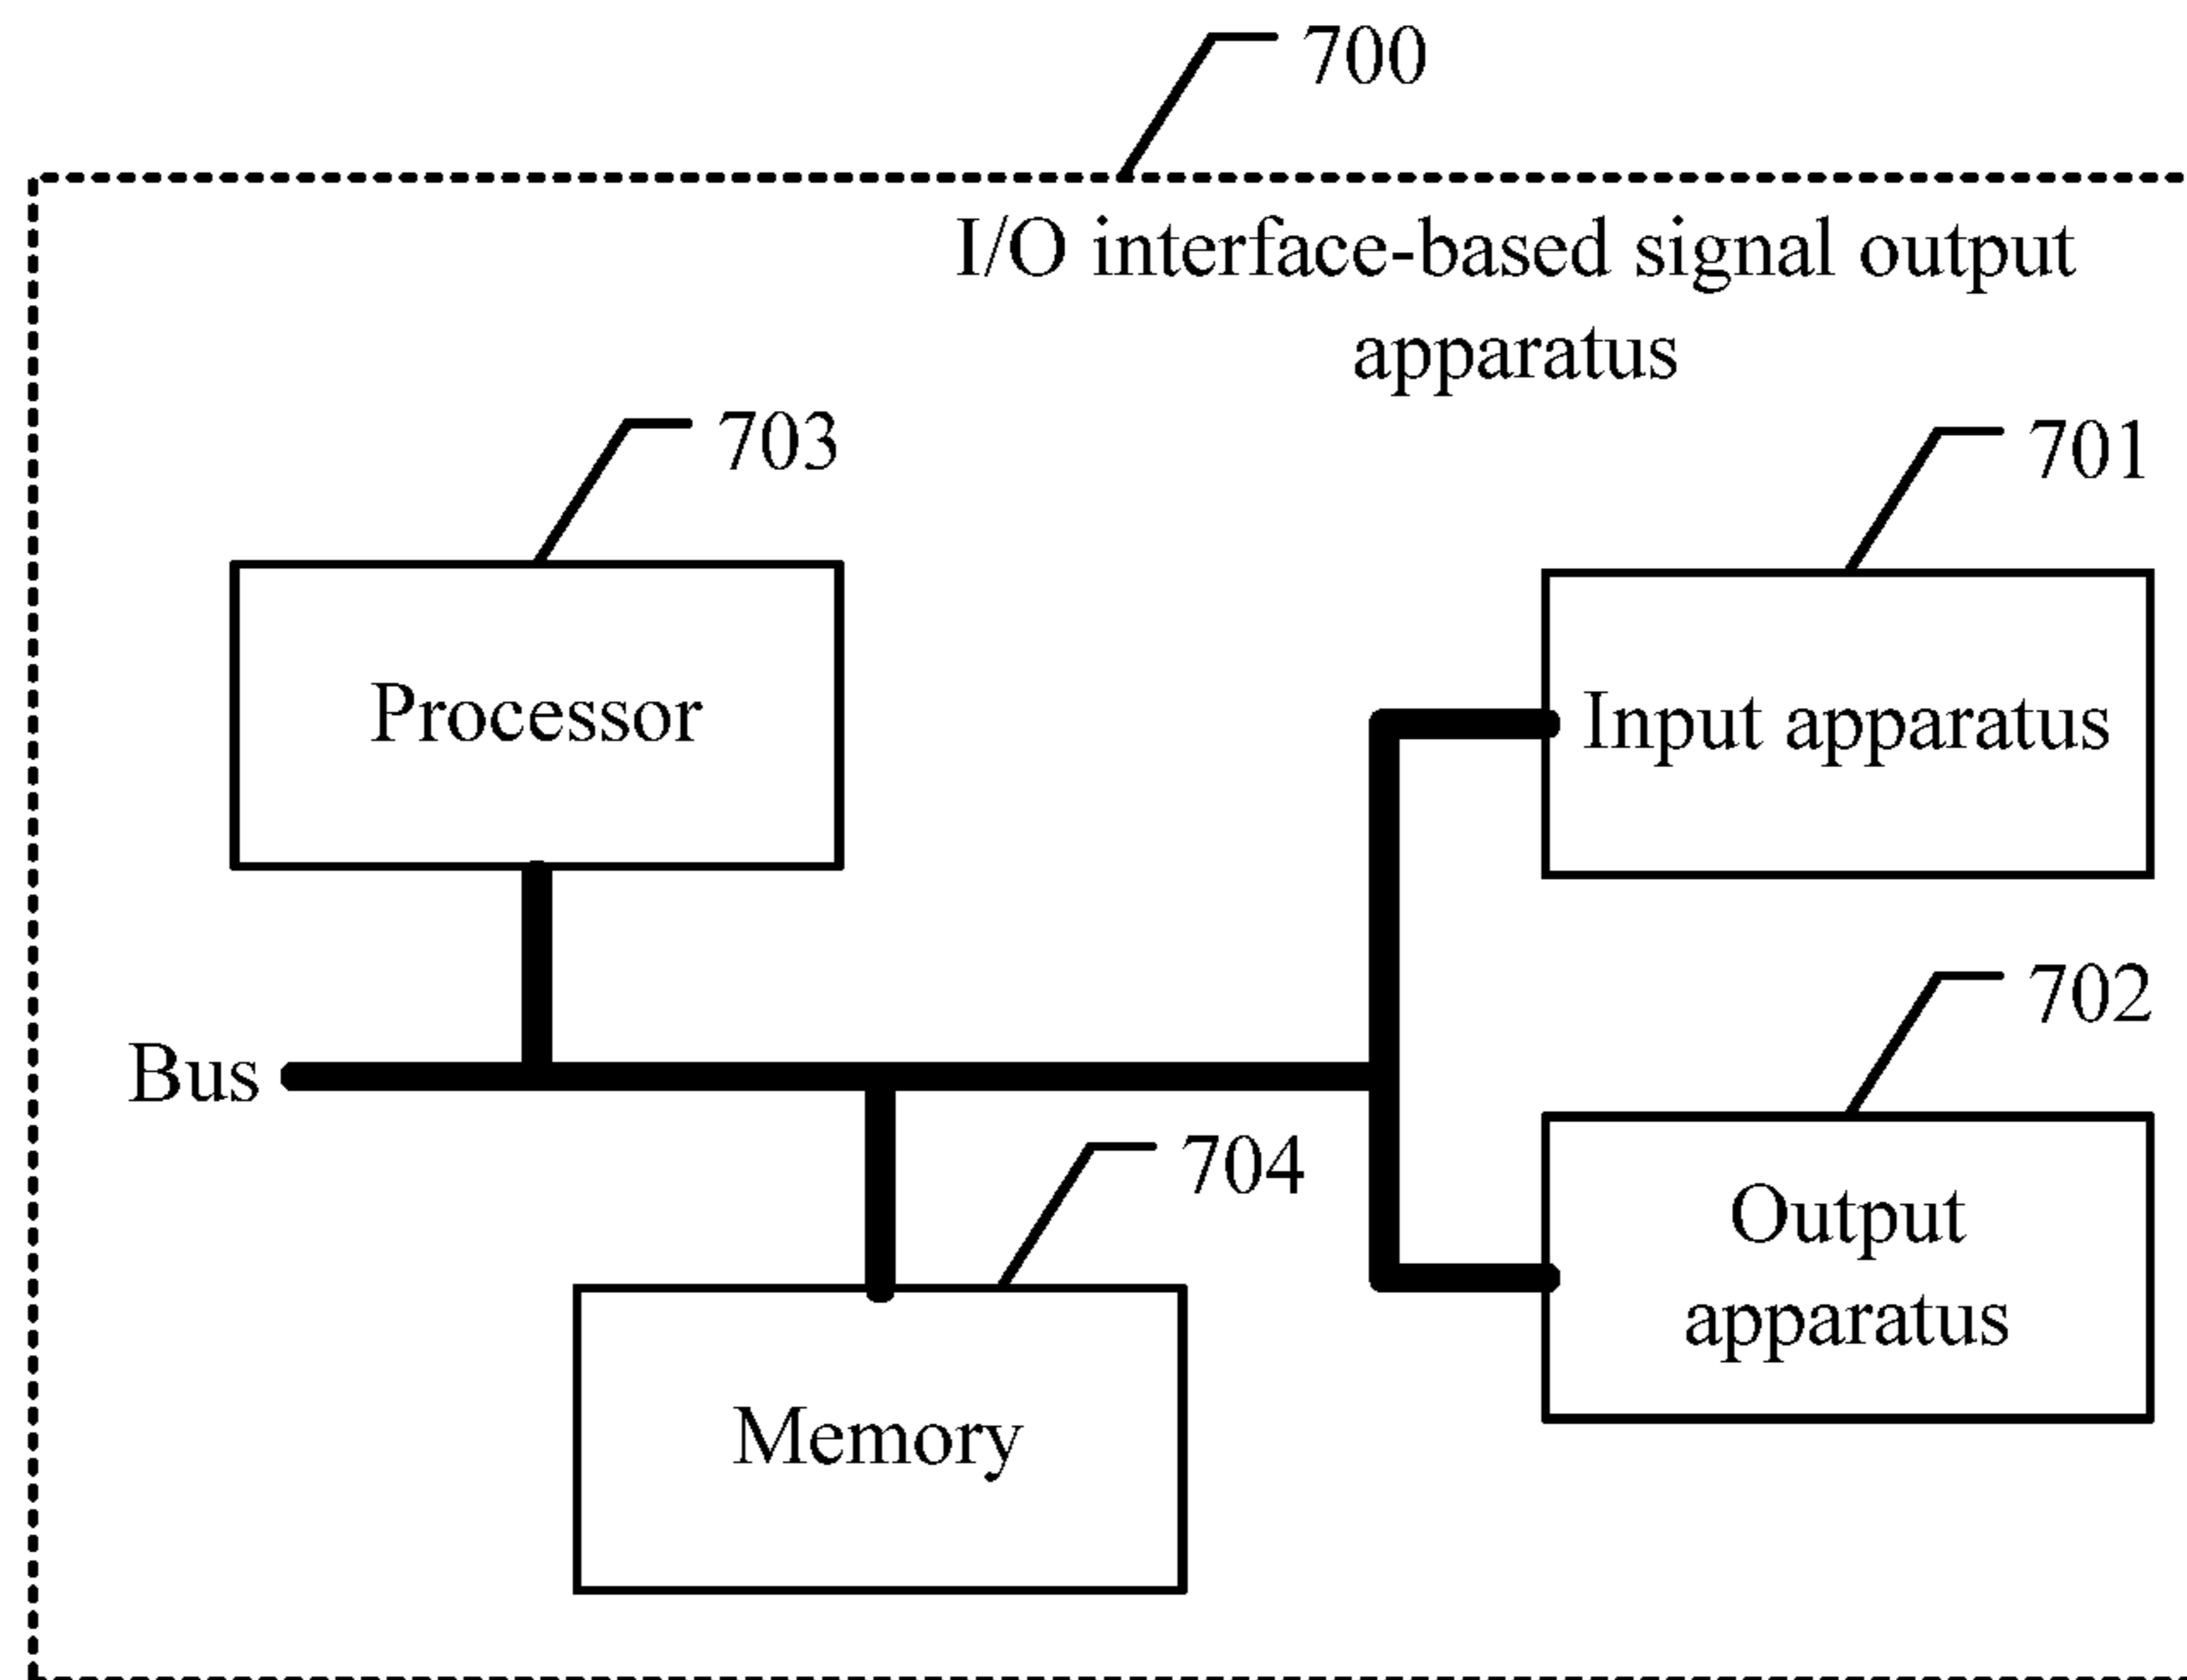 700
I/O interface-based signal output
apparatus
703
701
Processor
Input apparatus
702
Bus
704
Output
apparatus
Memory